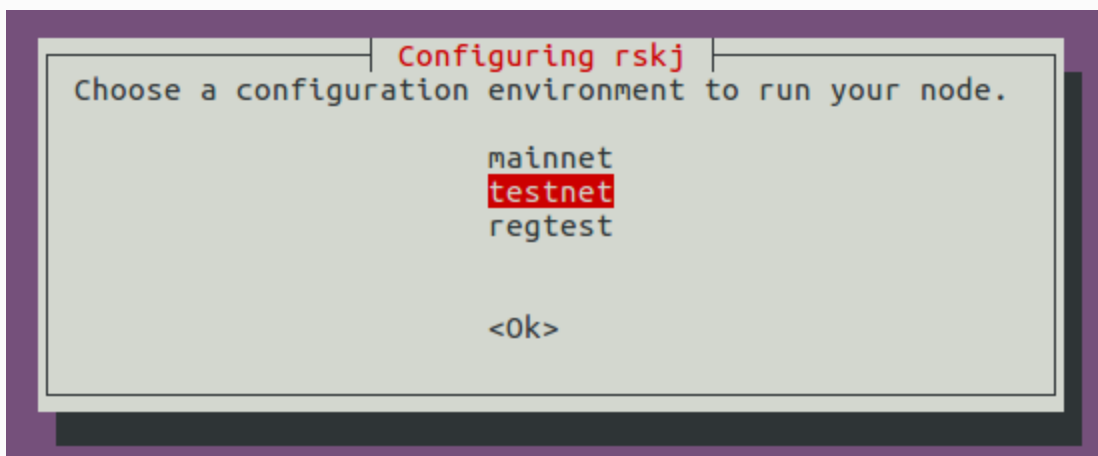 Configuring rskj
Choose a configuration environment to run your node.
mainnet
testnet
regtest
<Ok>